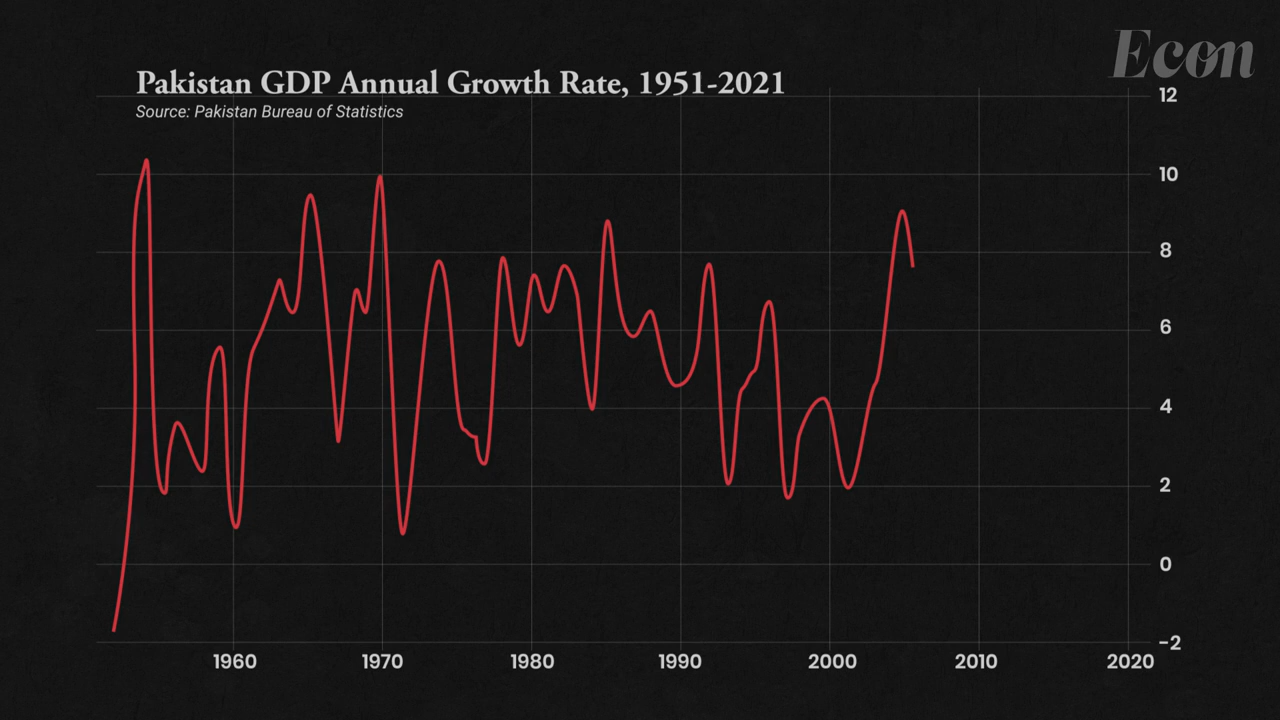 Econ
Pakistan GDP Annual Growth Rate, 1951-2021
Source: Pakistan Bureau of Statistics
12
10
8
6
4
2
0
-2
1960 1970 1980 1990 2000 2010 2020